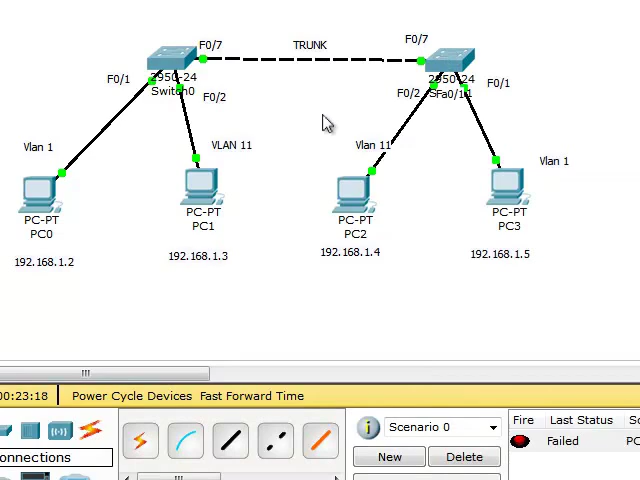 F0/7
TRUNK
F0/7
F0/1
2950-24
Switch0
F0/2
2950-24
F0/2
F0/1
Vlan 1
VLAN 11
Vlan 11
Vlan 1
PC-PT
PC0
PC-PT
PC1
PC-PT
PC2
PC-PT
PC3
192.168.1.2
192.168.1.3
192.168.1.4
192.168.1.5
0:23:18
Power Cycle Devices Fast Forward Time
Scenario 0
Fire
Last Status
Failed
PC
onnections
New
Delete